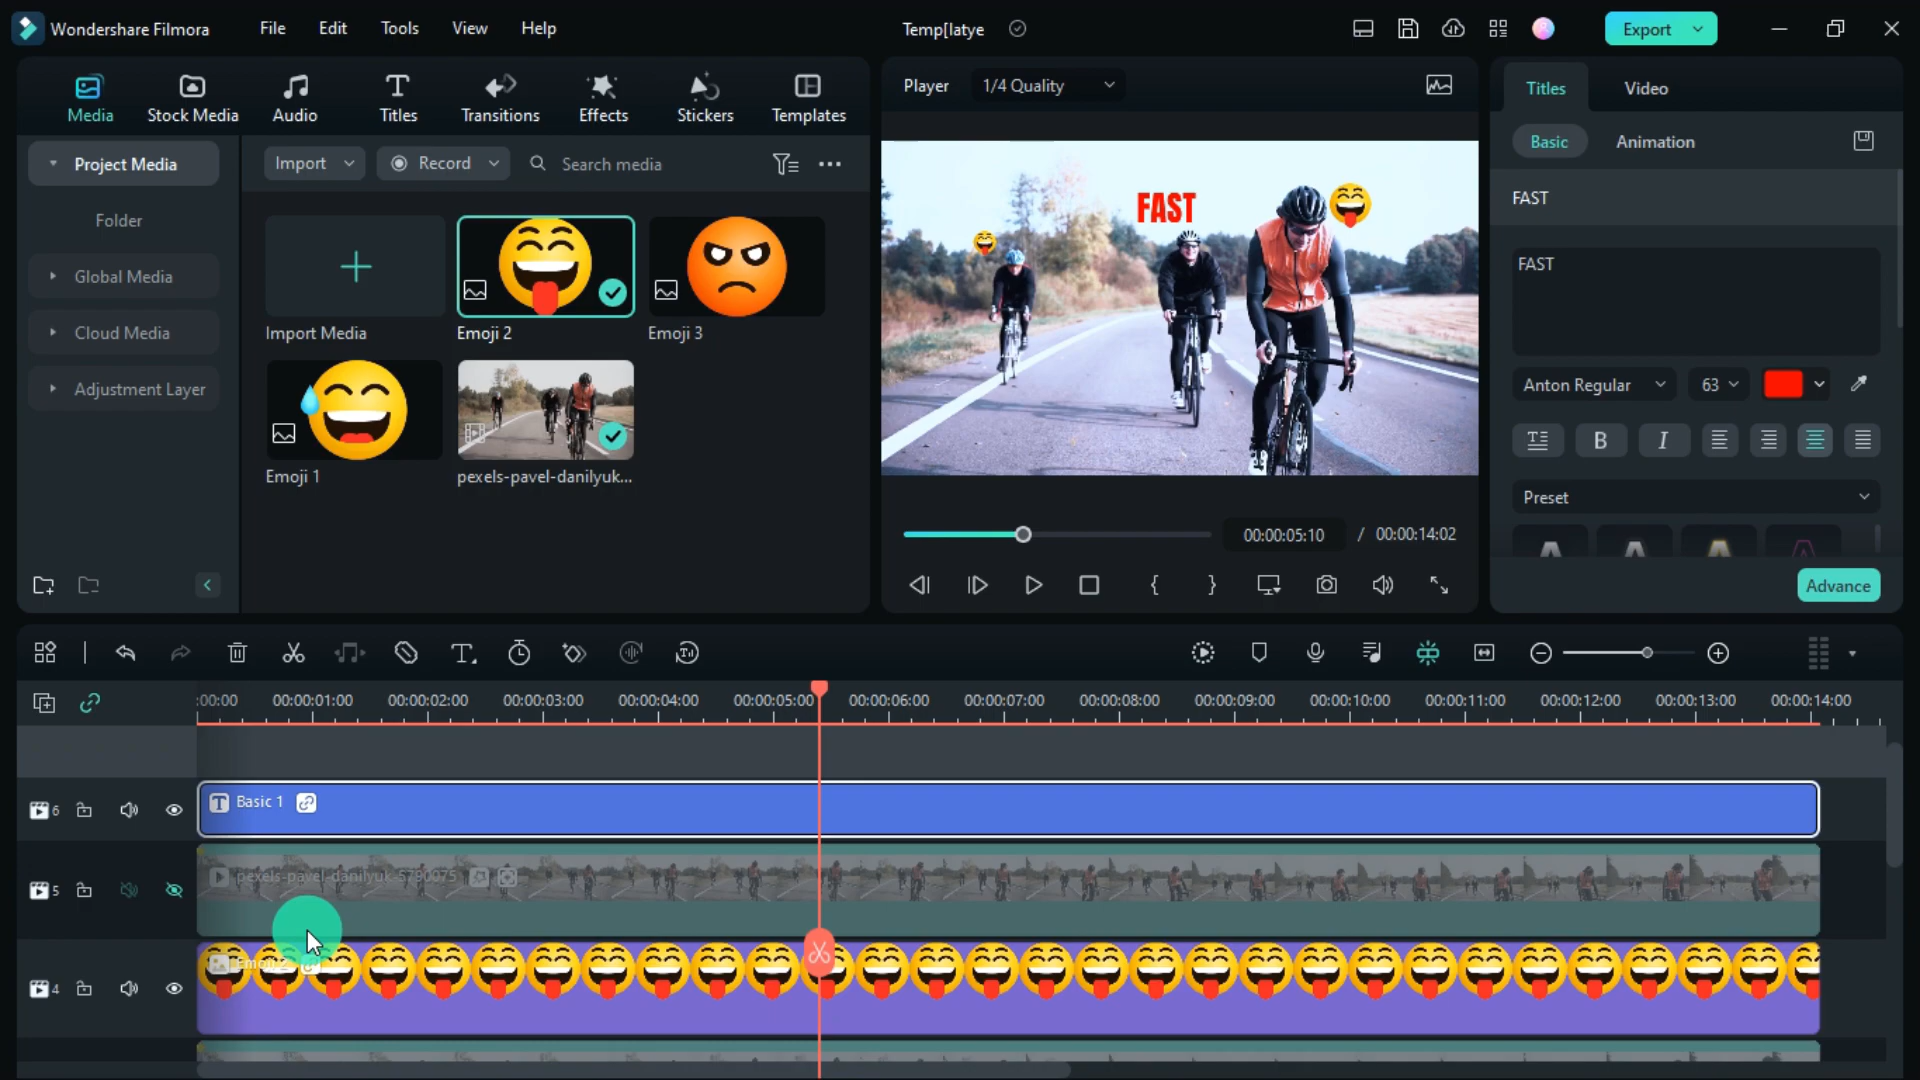 Wondershare Filmora
File
Edit
Tools
View
Help
Temp[latye
Export
Media
Stock Media
Audio
Titles
Transitions
Effects
Stickers
Templates
Player
1/4 Quality
Titles
Video
Project Media
Import
Record
Search media
Basic
Animation
Folder
FAST
Global Media
FAST
FAST
Cloud Media
Import Media
Emoji 2
Emoji 3
Adjustment Layer
Anton Regular
63
B
I
Emoji 1
pexels-pavel-danilyuk...
Preset
00:00:05:10
/
00:00:14:02
Advance
:00:00
00:00:01:00
00:00:02:00
00:00:03:00
00:00:04:00
00:00:05:00
00:00:06:00
00:00:07:00
00:00:08:00
00:00:09:00
00:00:10:00
00:00:11:00
00:00:12:00
00:00:13:00
00:00:14:00
6
Basic 1
5
pexels-pavel-danilyuk-5790075
4